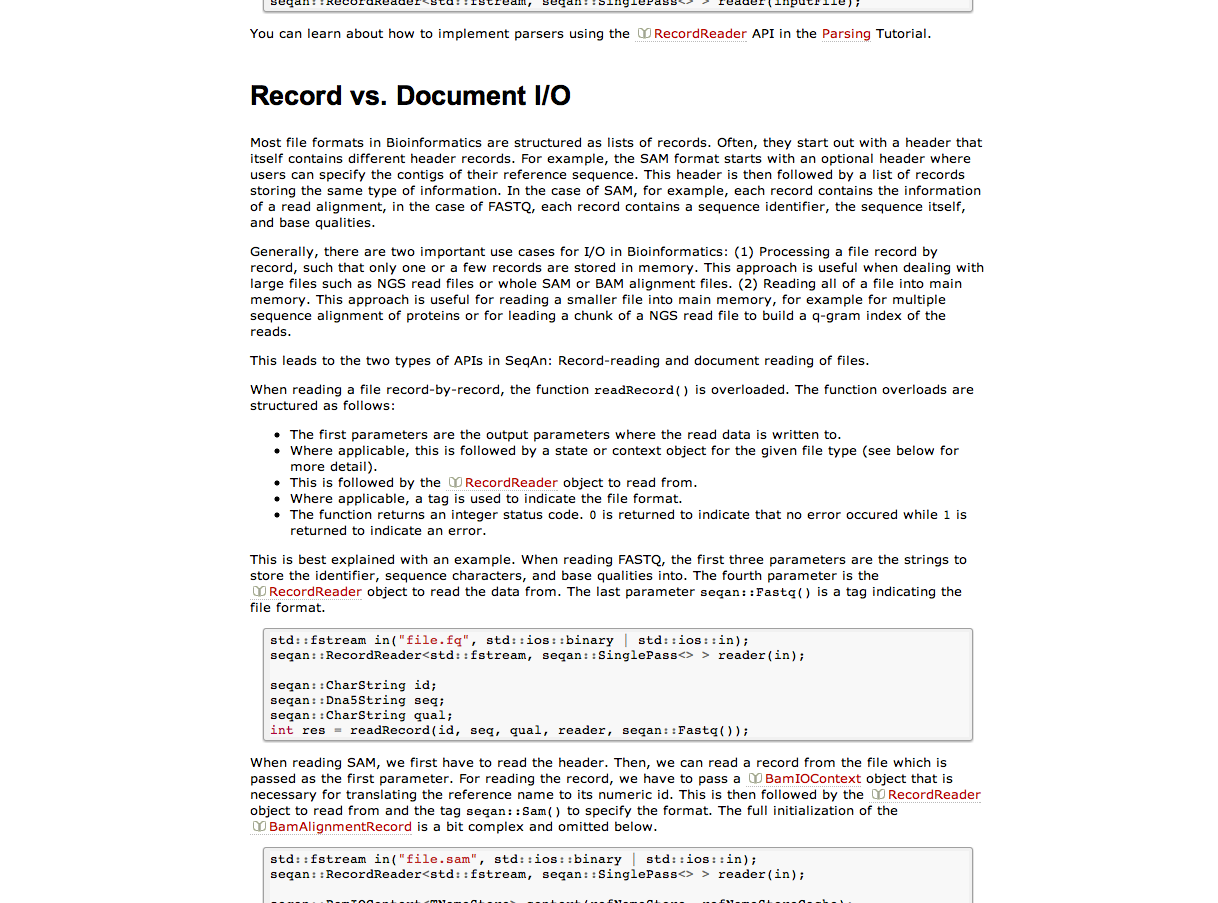 seqan::RecordReader<std::fstream, seqan::SinglePass<> > reader(inputFile);
You can learn about how to implement parsers using the RecordReader API in the Parsing Tutorial.
Record vs. Document I/O
Most file formats in Bioinformatics are structured as lists of records. Often, they start out with a header that
itself contains different header records. For example, the SAM format starts with an optional header where
users can specify the contigs of their reference sequence. This header is then followed by a list of records
storing the same type of information. In the case of SAM, for example, each record contains the information
of a read alignment, in the case of FASTQ, each record contains a sequence identifier, the sequence itself,
and base qualities.
Generally, there are two important use cases for I/O in Bioinformatics: (1) Processing a file record by
record, such that only one or a few records are stored in memory. This approach is useful when dealing with
large files such as NGS read files or whole SAM or BAM alignment files. (2) Reading all of a file into main
memory. This approach is useful for reading a smaller file into main memory, for example for multiple
sequence alignment of proteins or for leading a chunk of a NGS read file to build a q-gram index of the
reads.
This leads to the two types of APIs in SeqAn: Record-reading and document reading of files.
When reading a file record-by-record, the function readRecord() is overloaded. The function overloads are
structured as follows:
• The first parameters are the output parameters where the read data is written to.
• Where applicable, this is followed by a state or context object for the given file type (see below for
more detail).
• This is followed by the RecordReader object to read from.
• Where applicable, a tag is used to indicate the file format.
• The function returns an integer status code. 0 is returned to indicate that no error occured while 1 is
returned to indicate an error.
This is best explained with an example. When reading FASTQ, the first three parameters are the strings to
store the identifier, sequence characters, and base qualities into. The fourth parameter is the
RecordReader object to read the data from. The last parameter seqan::Fastq() is a tag indicating the
file format.
std::fstream in("file.fq", std::ios::binary | std::ios::in);
seqan::RecordReader<std::fstream, seqan::SinglePass<> > reader(in);
seqan::CharString id;
seqan::Dna5String seq;
seqan::CharString qual;
int res = readRecord(id, seq, qual, reader, seqan::Fastq());
When reading SAM, we first have to read the header. Then, we can read a record from the file which is
passed as the first parameter. For reading the record, we have to pass a BamIOContext object that is
necessary for translating the reference name to its numeric id. This is then followed by the RecordReader
object to read from and the tag seqan::Sam() to specify the format. The full initialization of the
BamAlignmentRecord is a bit complex and omitted below.
std::fstream in("file.sam", std::ios::binary | std::ios::in);
seqan::RecordReader<std::fstream, seqan::SinglePass<> > reader(in);
seqan::BamIOContext<TNameStore> context(refNameStore, refNameStoreCache);